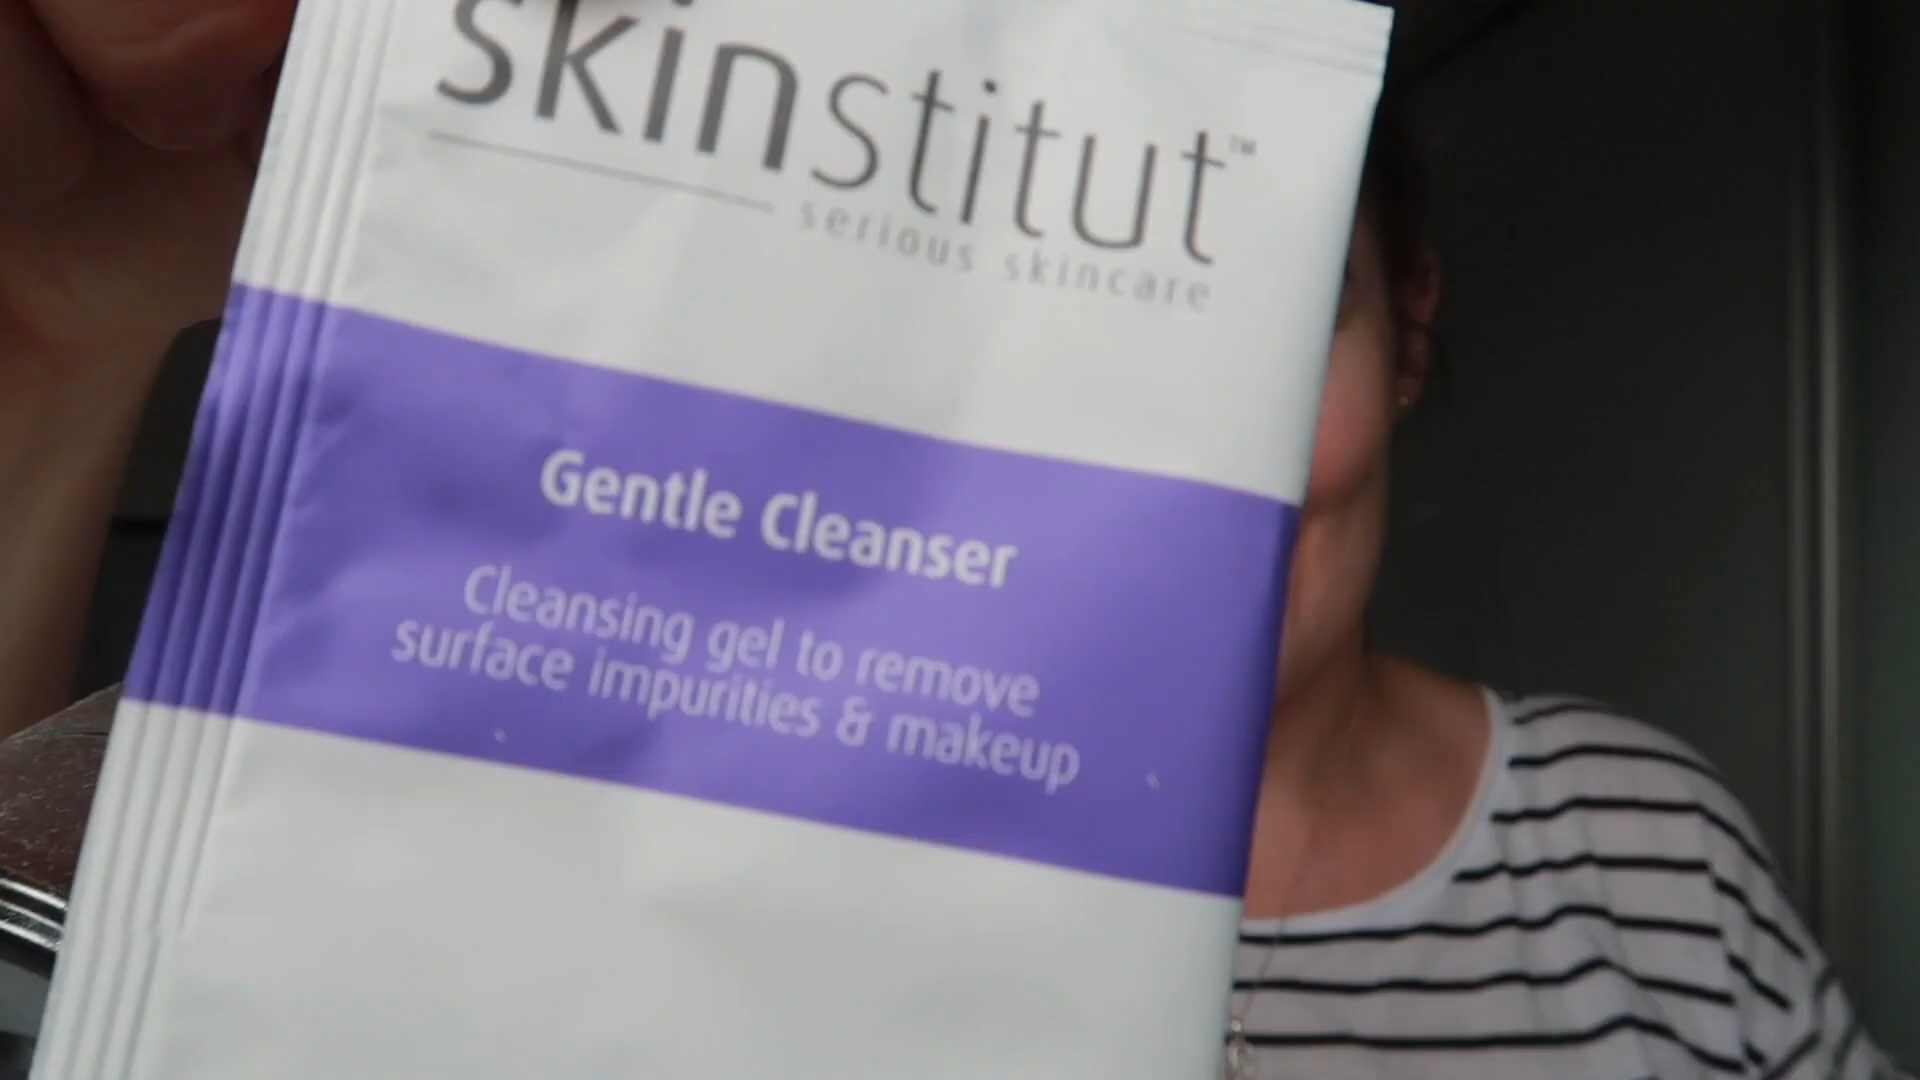 skinstitut™
serious skincare
Gentle Cleanser
Cleansing gel to remove
surface impurities & makeup